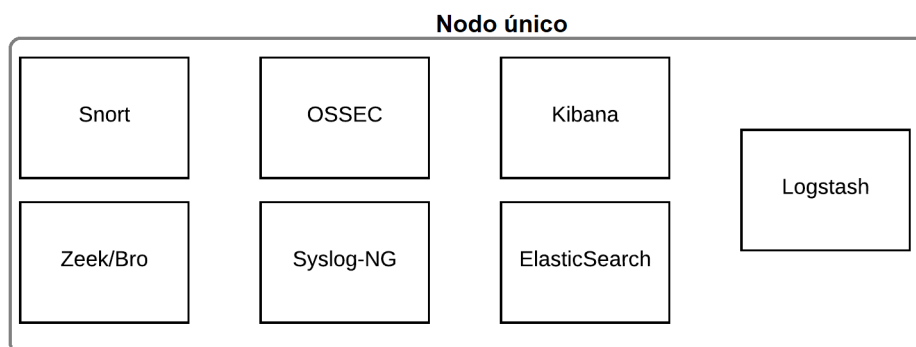 Nodo único
Snort
OSSEC
Kibana
Logstash
Zeek/Bro
Syslog-NG
ElasticSearch